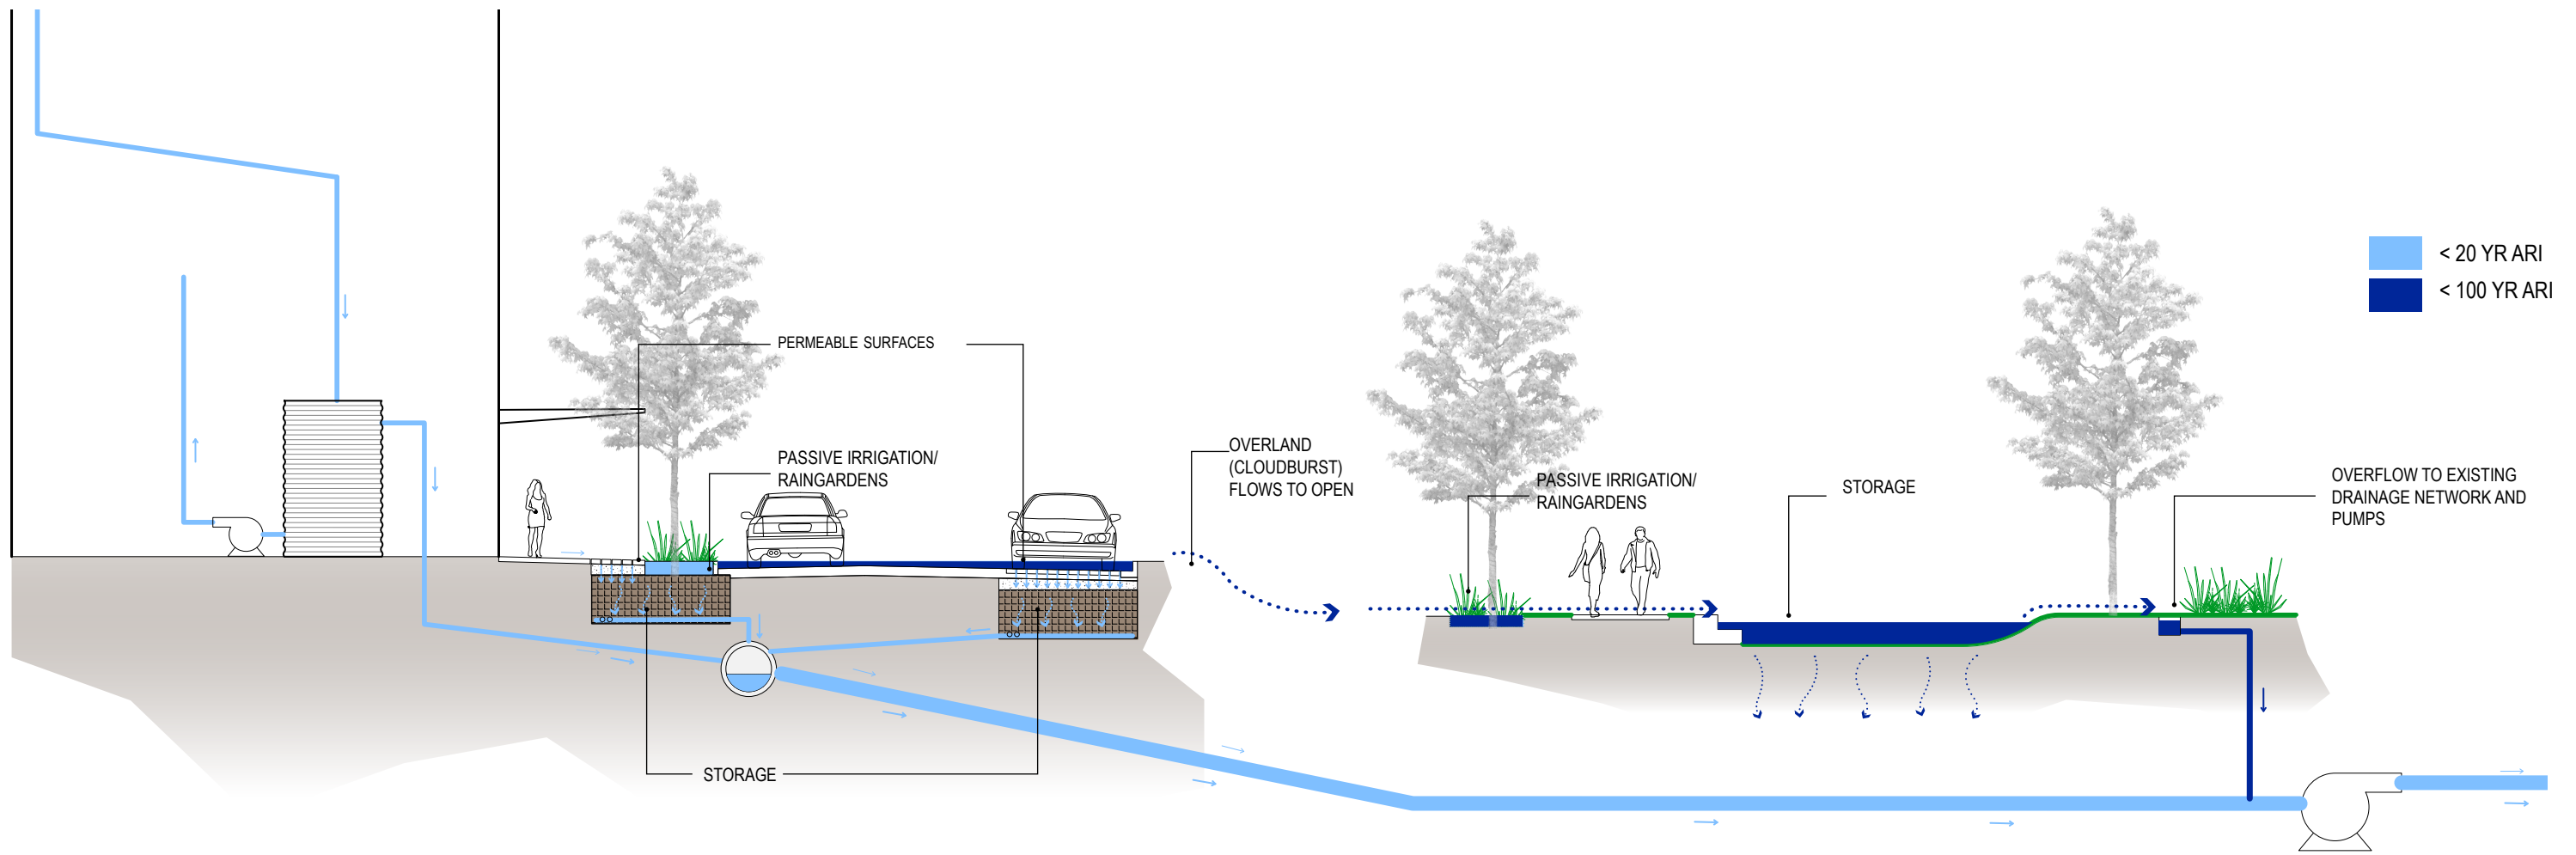 PERMEABLE SURFACES
PASSIVE IRRIGATION/
RAINGARDENS
STORAGE
OVERLAND
(CLOUDBURST)
FLOWS TO OPEN
PASSIVE IRRIGATION/
RAINGARDENS
STORAGE
OVERFLOW TO EXISTING
DRAINAGE NETWORK AND
PUMPS
< 20 YR ARI
< 100 YR ARI